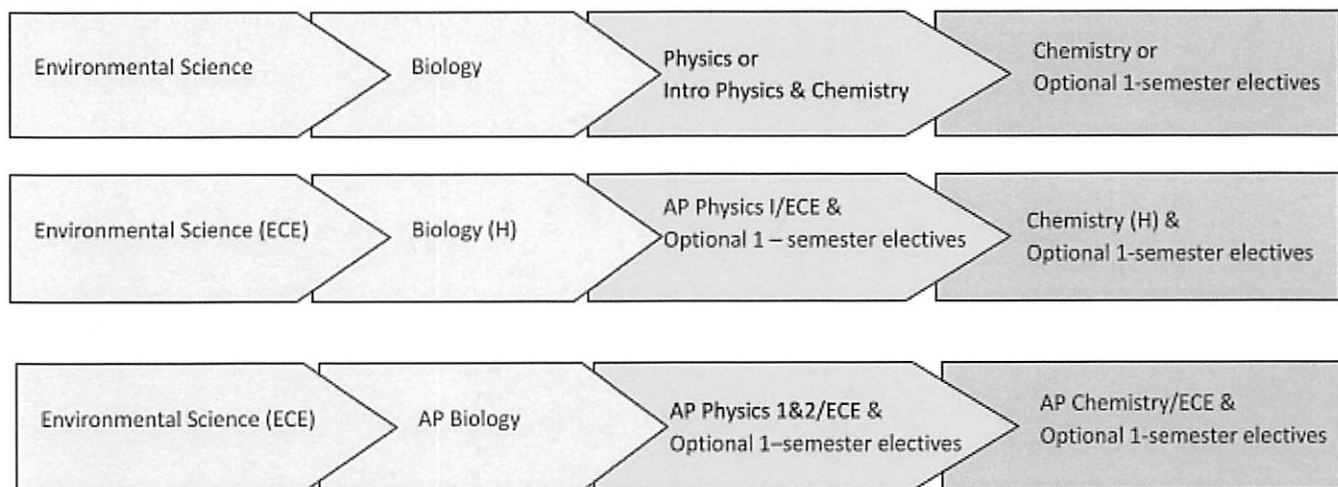 Environmental Science
Biology
Physics or
Intro Physics & Chemistry
Chemistry or
Optional 1-semester electives
Environmental Science (ECE)
Biology (H)
AP Physics I/ECE &
Optional 1 – semester electives
Chemistry (H) &
Optional 1-semester electives
Environmental Science (ECE)
AP Biology
AP Physics 1&2/ECE &
Optional 1–semester electives
AP Chemistry/ECE &
Optional 1-semester electives